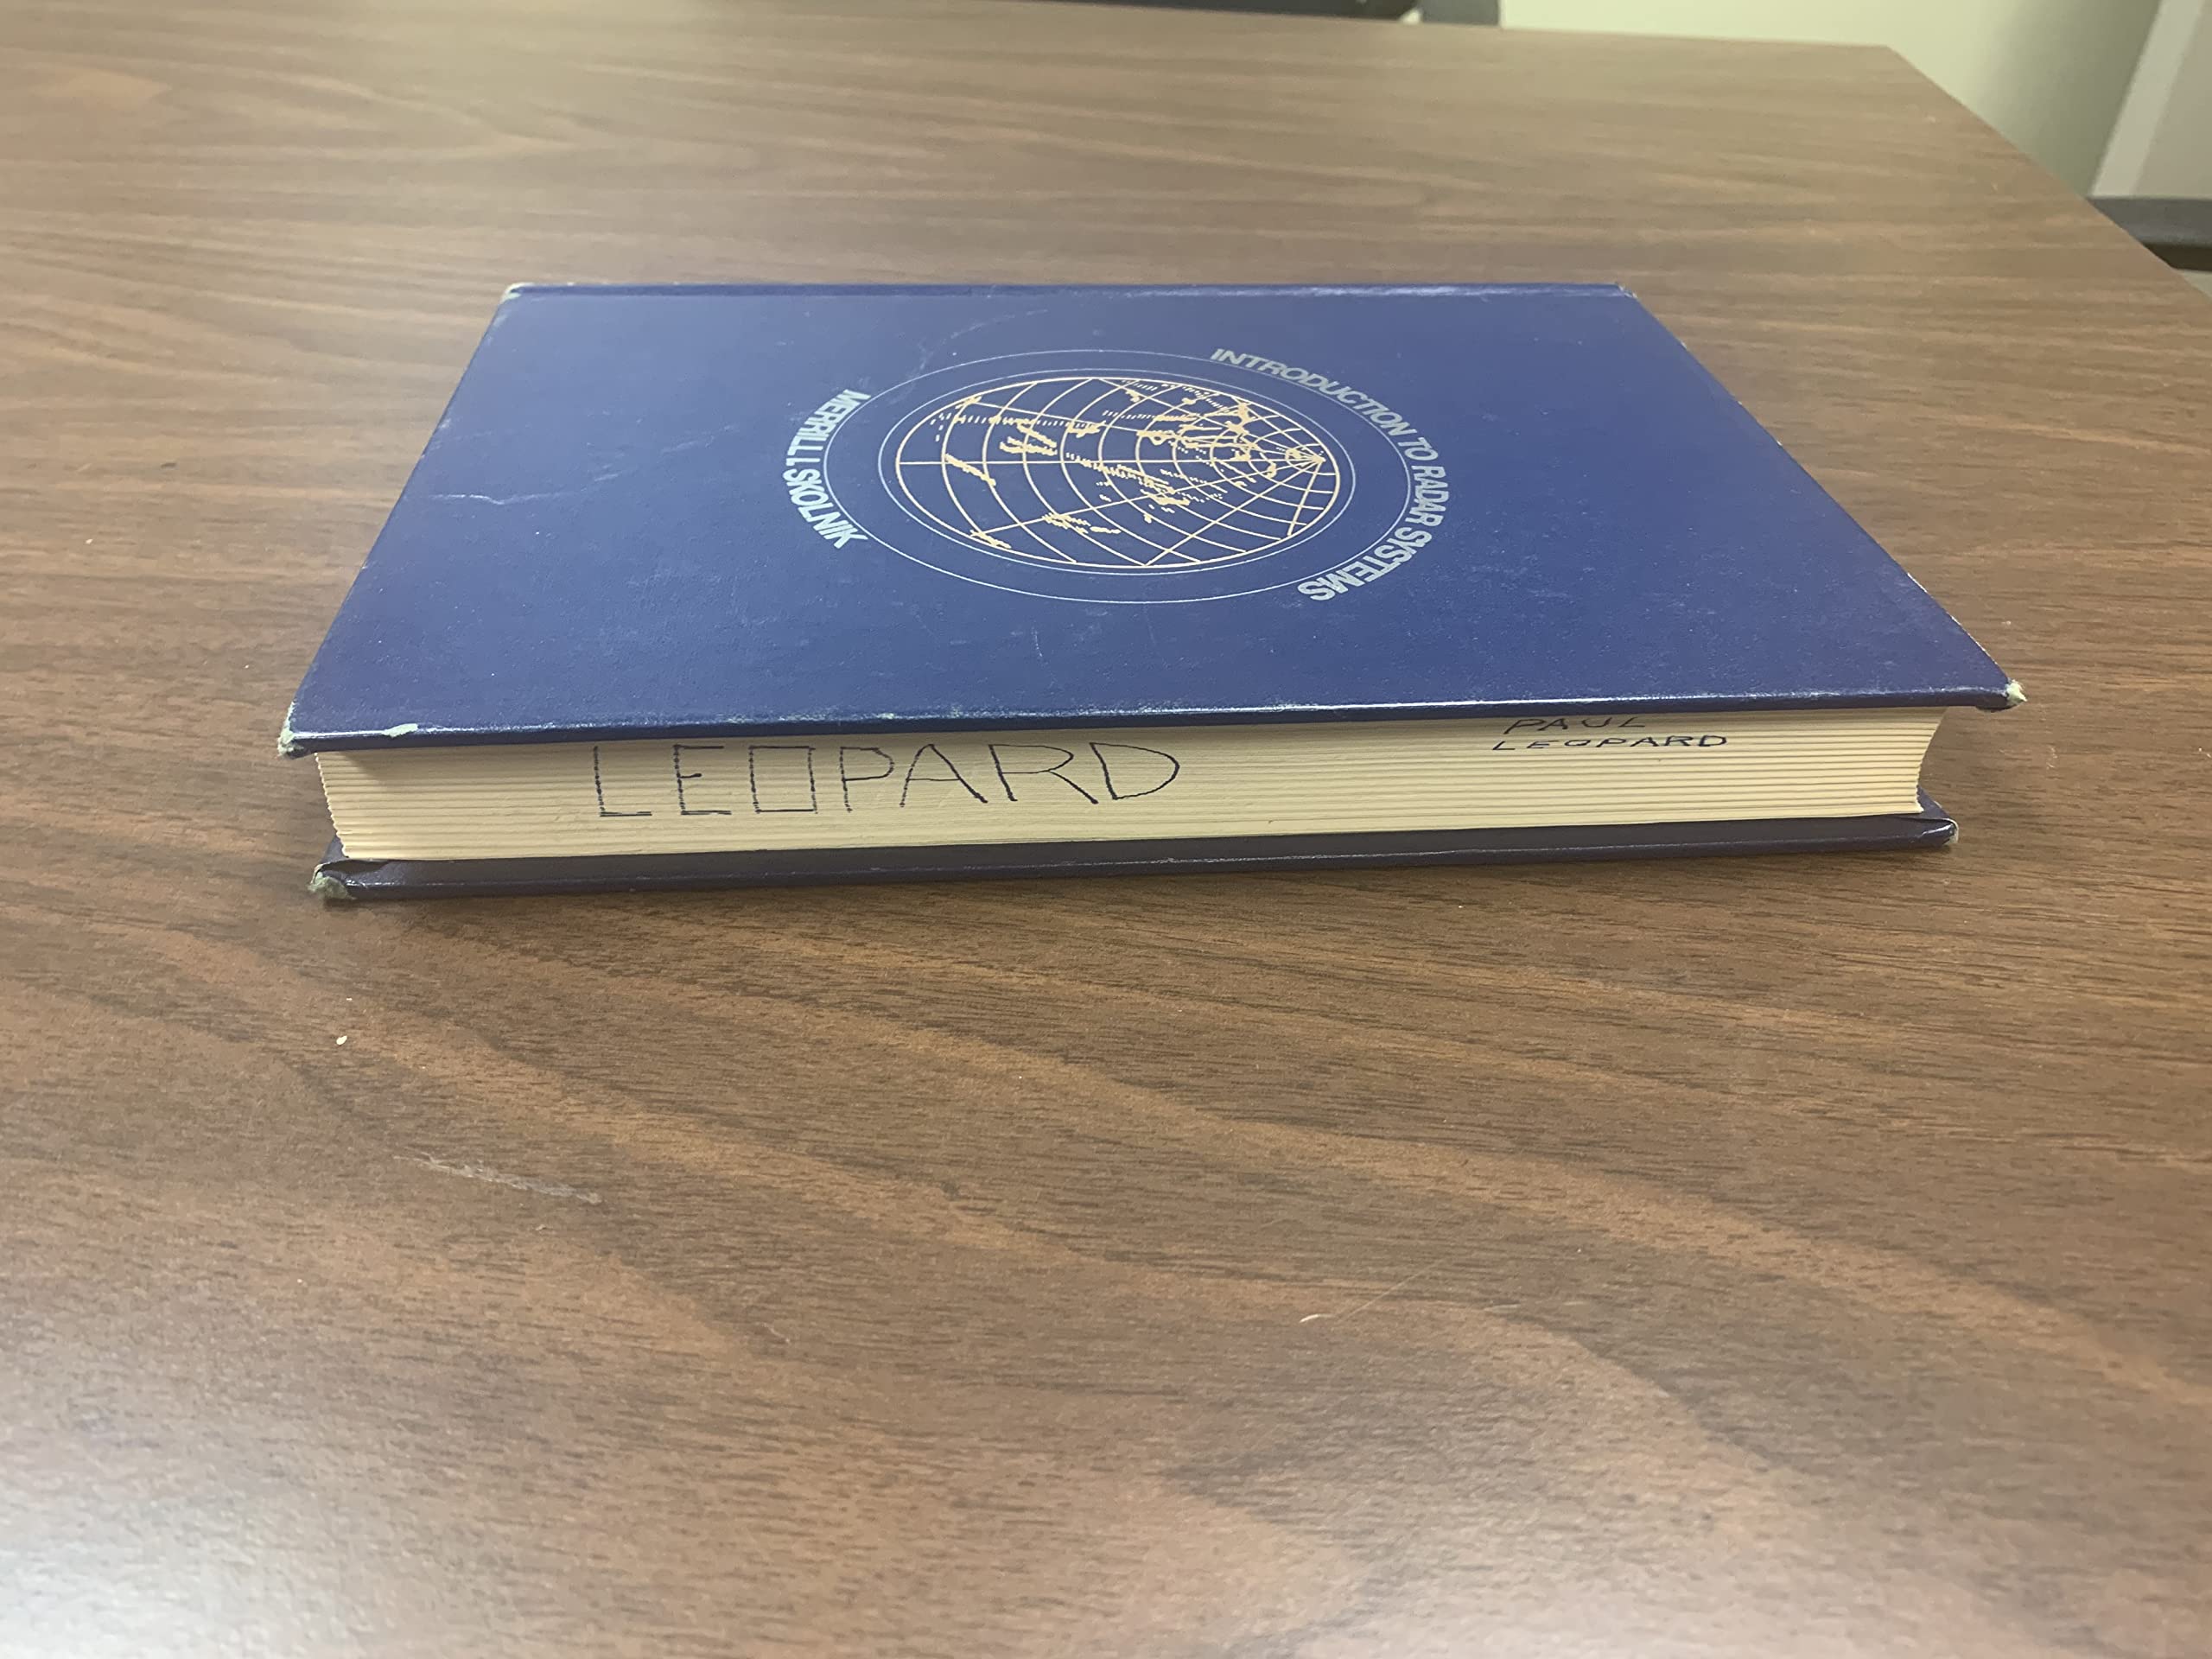 INTRODUCTION TO RADAR SYSTEMS
MERRILL I. SKOLNIK
LEOPARD
PAUL
LEOPARD